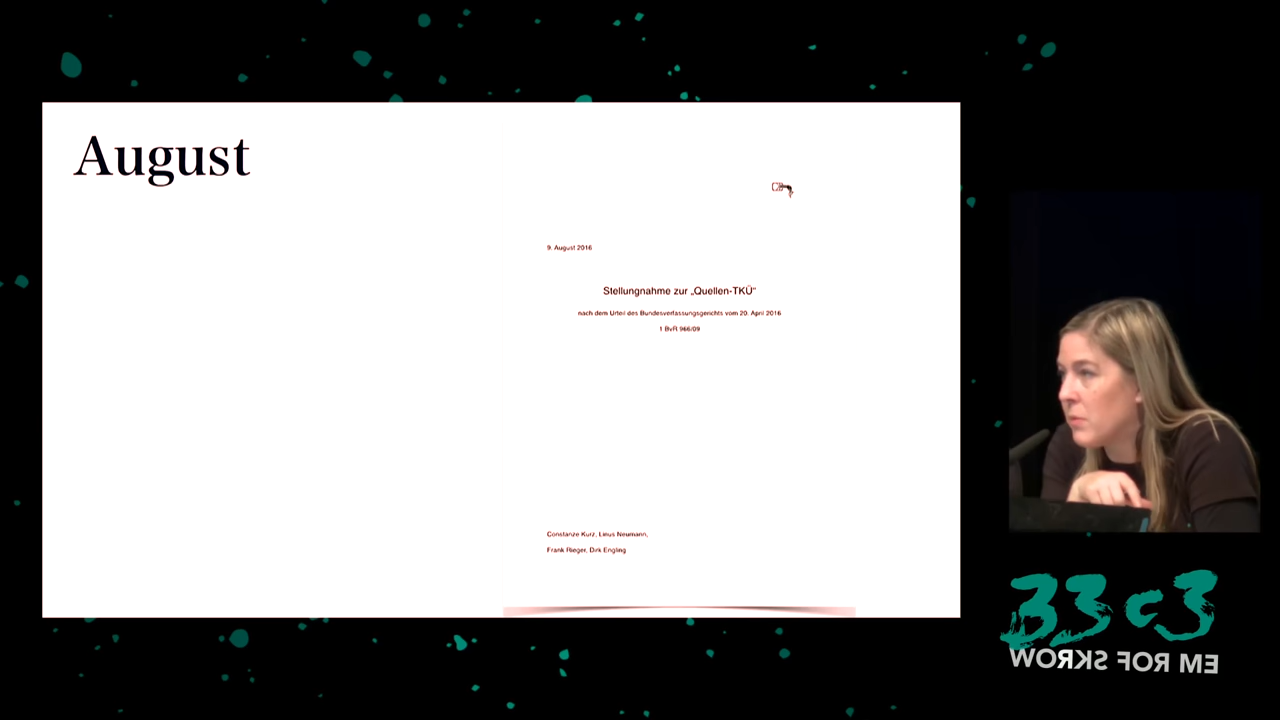 August
9. August 2016
Stellungnahme zur „Quellen-TKÜ“
nach dem Urteil des Bundesverfassungsgerichts vom 20. April 2016
1 BvR 966/09
Constanze Kurz, Linus Neumann,
Frank Rieger, Dirk Engling
33c3
WORKS FOR ME